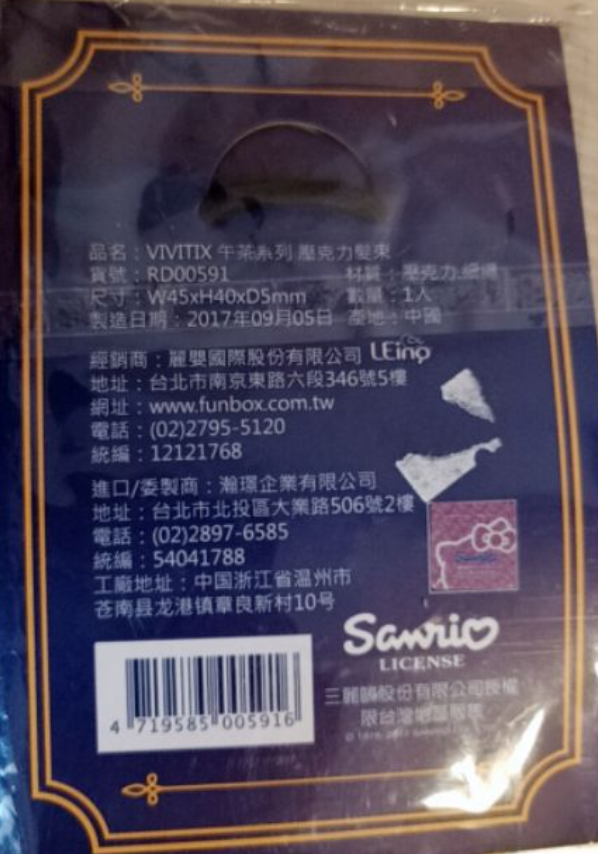 品名：VIVITIX 午茶系列 壓克力髮束
貨號：RD00591 材質：壓克力.細繩
尺寸：W45xH40xD5mm 數量：1入
製造日期：2017年09月05日 產地：中國
經銷商：麗嬰國際股份有限公司 LEing
地址：台北市南京東路六段346號5樓
網址：www.funbox.com.tw
電話：(02)2795-5120
統編：12121768
進口/委製商：瀚璟企業有限公司
地址：台北市北投區大業路506號2樓
電話：(02)2897-6585
統編：54041788
工廠地址：中国浙江省温州市
苍南县龙港镇章良新村10号
Sanrio
LICENSE
4 719585 005916
三麗鷗股份有限公司授權
限台灣地區販售